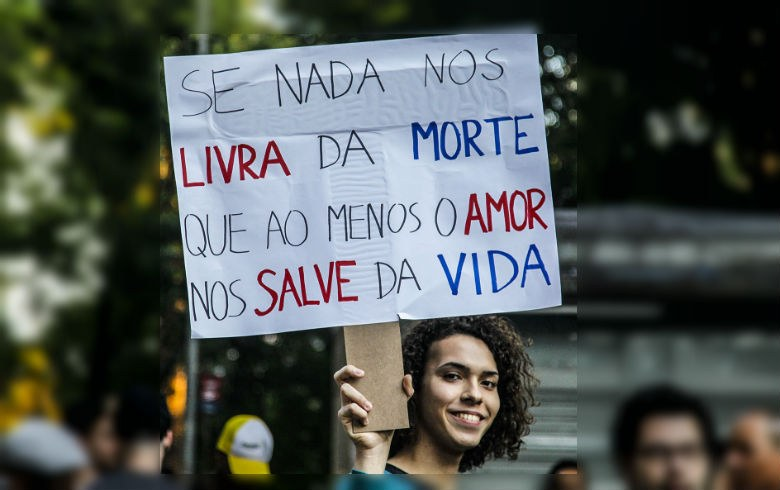 SE NADA NOS
LIVRA DA MORTE
QUE AO MENOS O AMOR
NOS SALVE DA VIDA